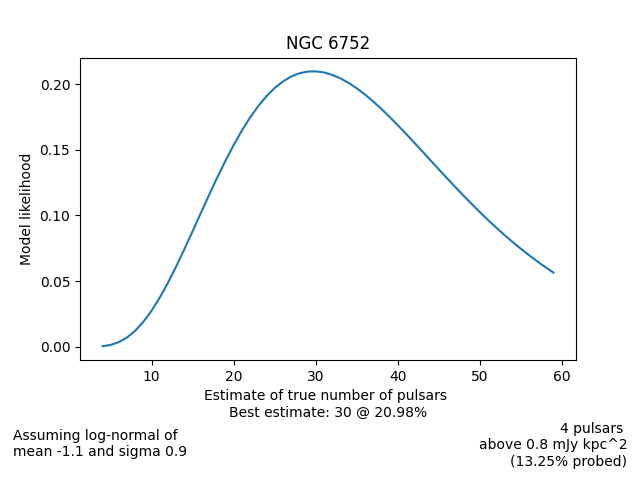 NGC 6752
0.20
0.15
0.10
0.05
0.00
Model likelihood
10 20 30 40 50 60
Estimate of true number of pulsars
Best estimate: 30 @ 20.98%
Assuming log-normal of
mean -1.1 and sigma 0.9
4 pulsars
above 0.8 mJy kpc^2
(13.25% probed)